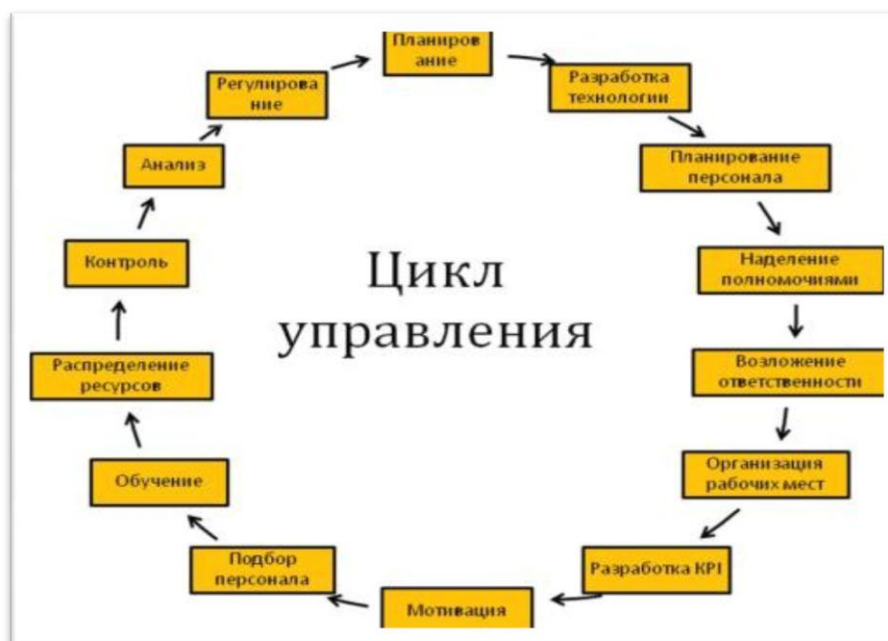 Планиров
ание
Разработка
технологии
Планирование
персонала
Наделение
полномочиями
Возложение
ответственности
Организация
рабочих мест
Разработка KPI
Мотивация
Подбор
персонала
Обучение
Распределение
ресурсов
Контроль
Анализ
Регулирова
ние
Цикл
управления